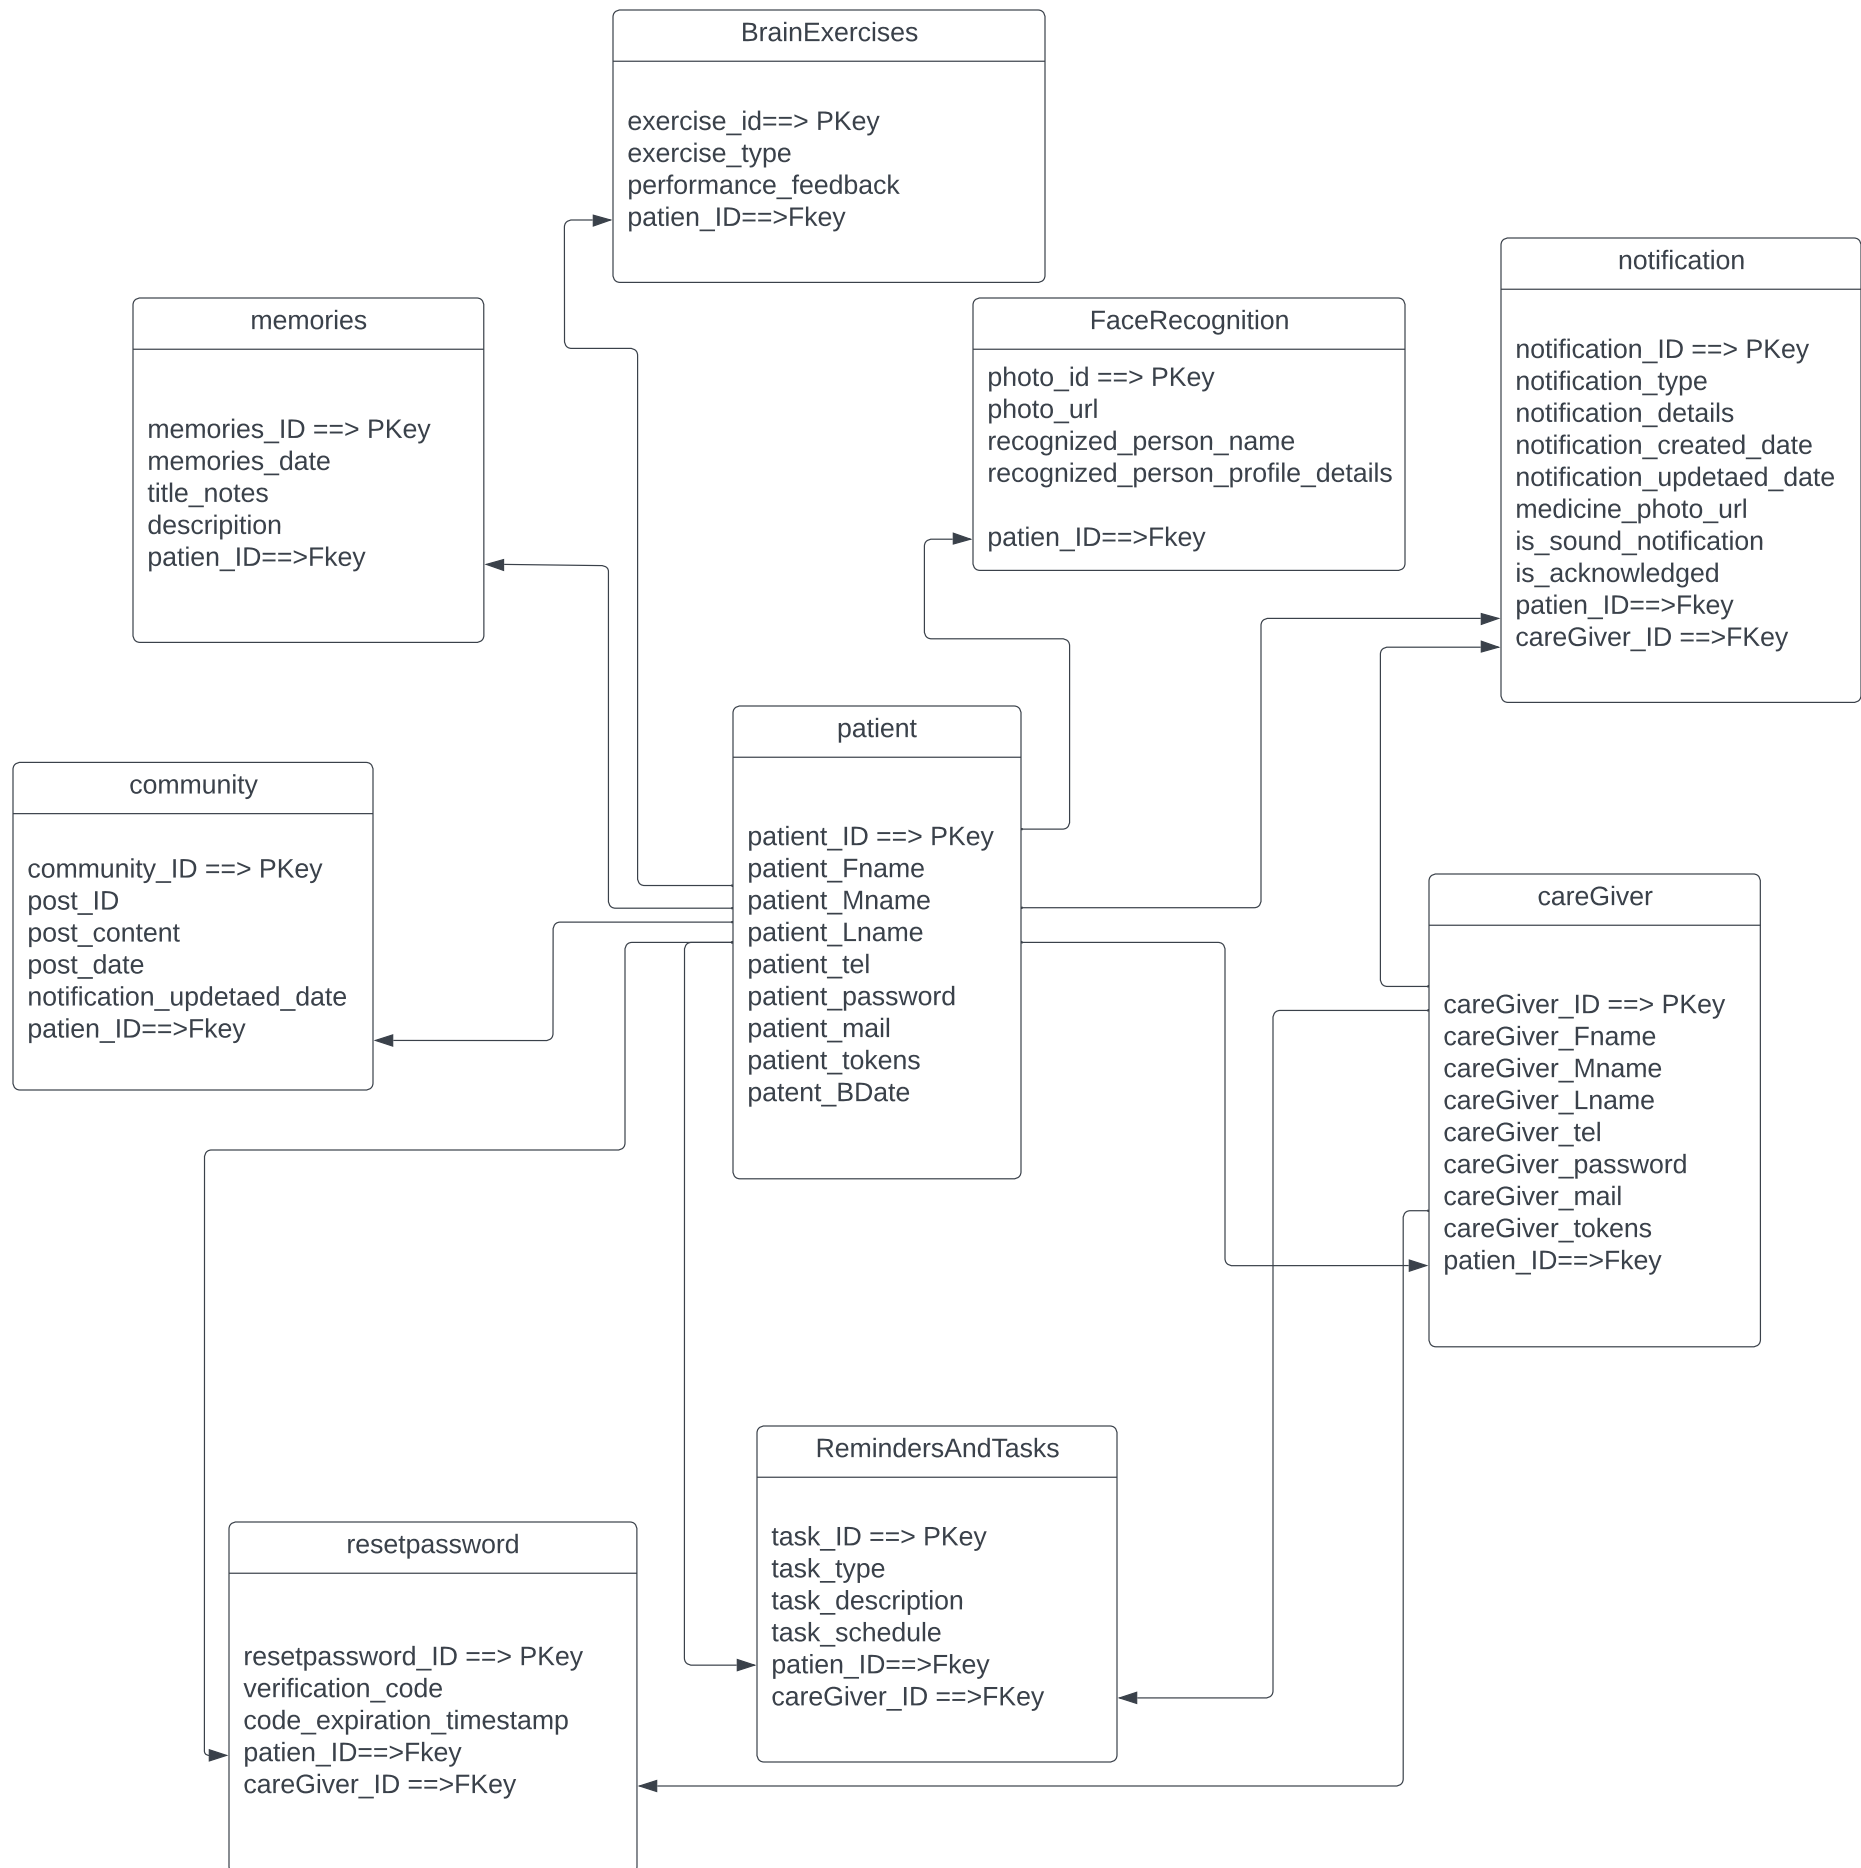 BrainExercises
exercise_id==> PKey
exercise_type
performance_feedback
patien_ID==>Fkey
notification
notification_ID ==> PKey
notification_type
notification_details
notification_created_date
notification_updetaed_date
medicine_photo_url
is_sound_notification
is_acknowledged
patien_ID==>Fkey
careGiver_ID ==>FKey
memories
memories_ID ==> PKey
memories_date
title_notes
descripition
patien_ID==>Fkey
FaceRecognition
photo_id ==> PKey
photo_url
recognized_person_name
recognized_person_profile_details
patien_ID==>Fkey
patient
patient_ID ==> PKey
patient_Fname
patient_Mname
patient_Lname
patient_tel
patient_password
patient_mail
patient_tokens
patent_BDate
community
community_ID ==> PKey
post_ID
post_content
post_date
notification_updetaed_date
patien_ID==>Fkey
careGiver
careGiver_ID ==> PKey
careGiver_Fname
careGiver_Mname
careGiver_Lname
careGiver_tel
careGiver_password
careGiver_mail
careGiver_tokens
patien_ID==>Fkey
RemindersAndTasks
task_ID ==> PKey
task_type
task_description
task_schedule
patien_ID==>Fkey
careGiver_ID ==>FKey
resetpassword
resetpassword_ID ==> PKey
verification_code
code_expiration_timestamp
patien_ID==>Fkey
careGiver_ID ==>FKey